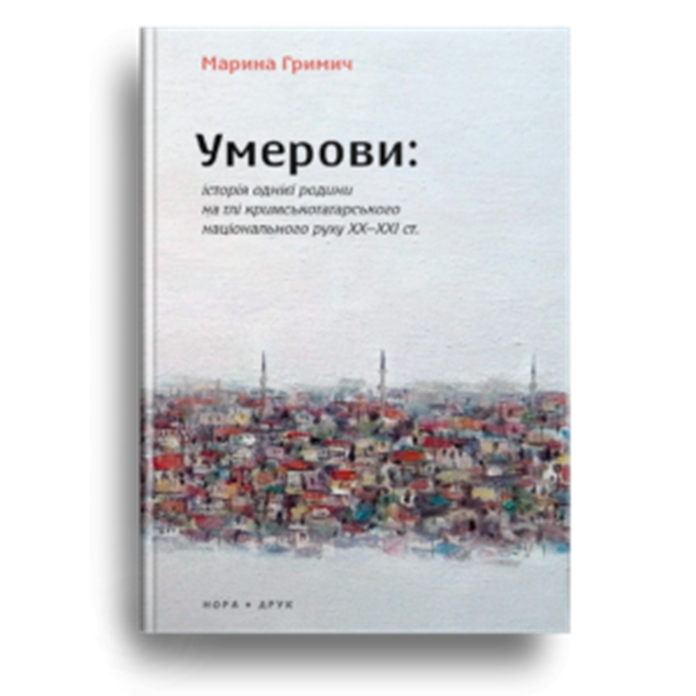 Марина Гримич
Умерови:
історія однієї родини
на тлі кримськотатарського
національного руху XX–XXI ст.
НОРА • ДРУК